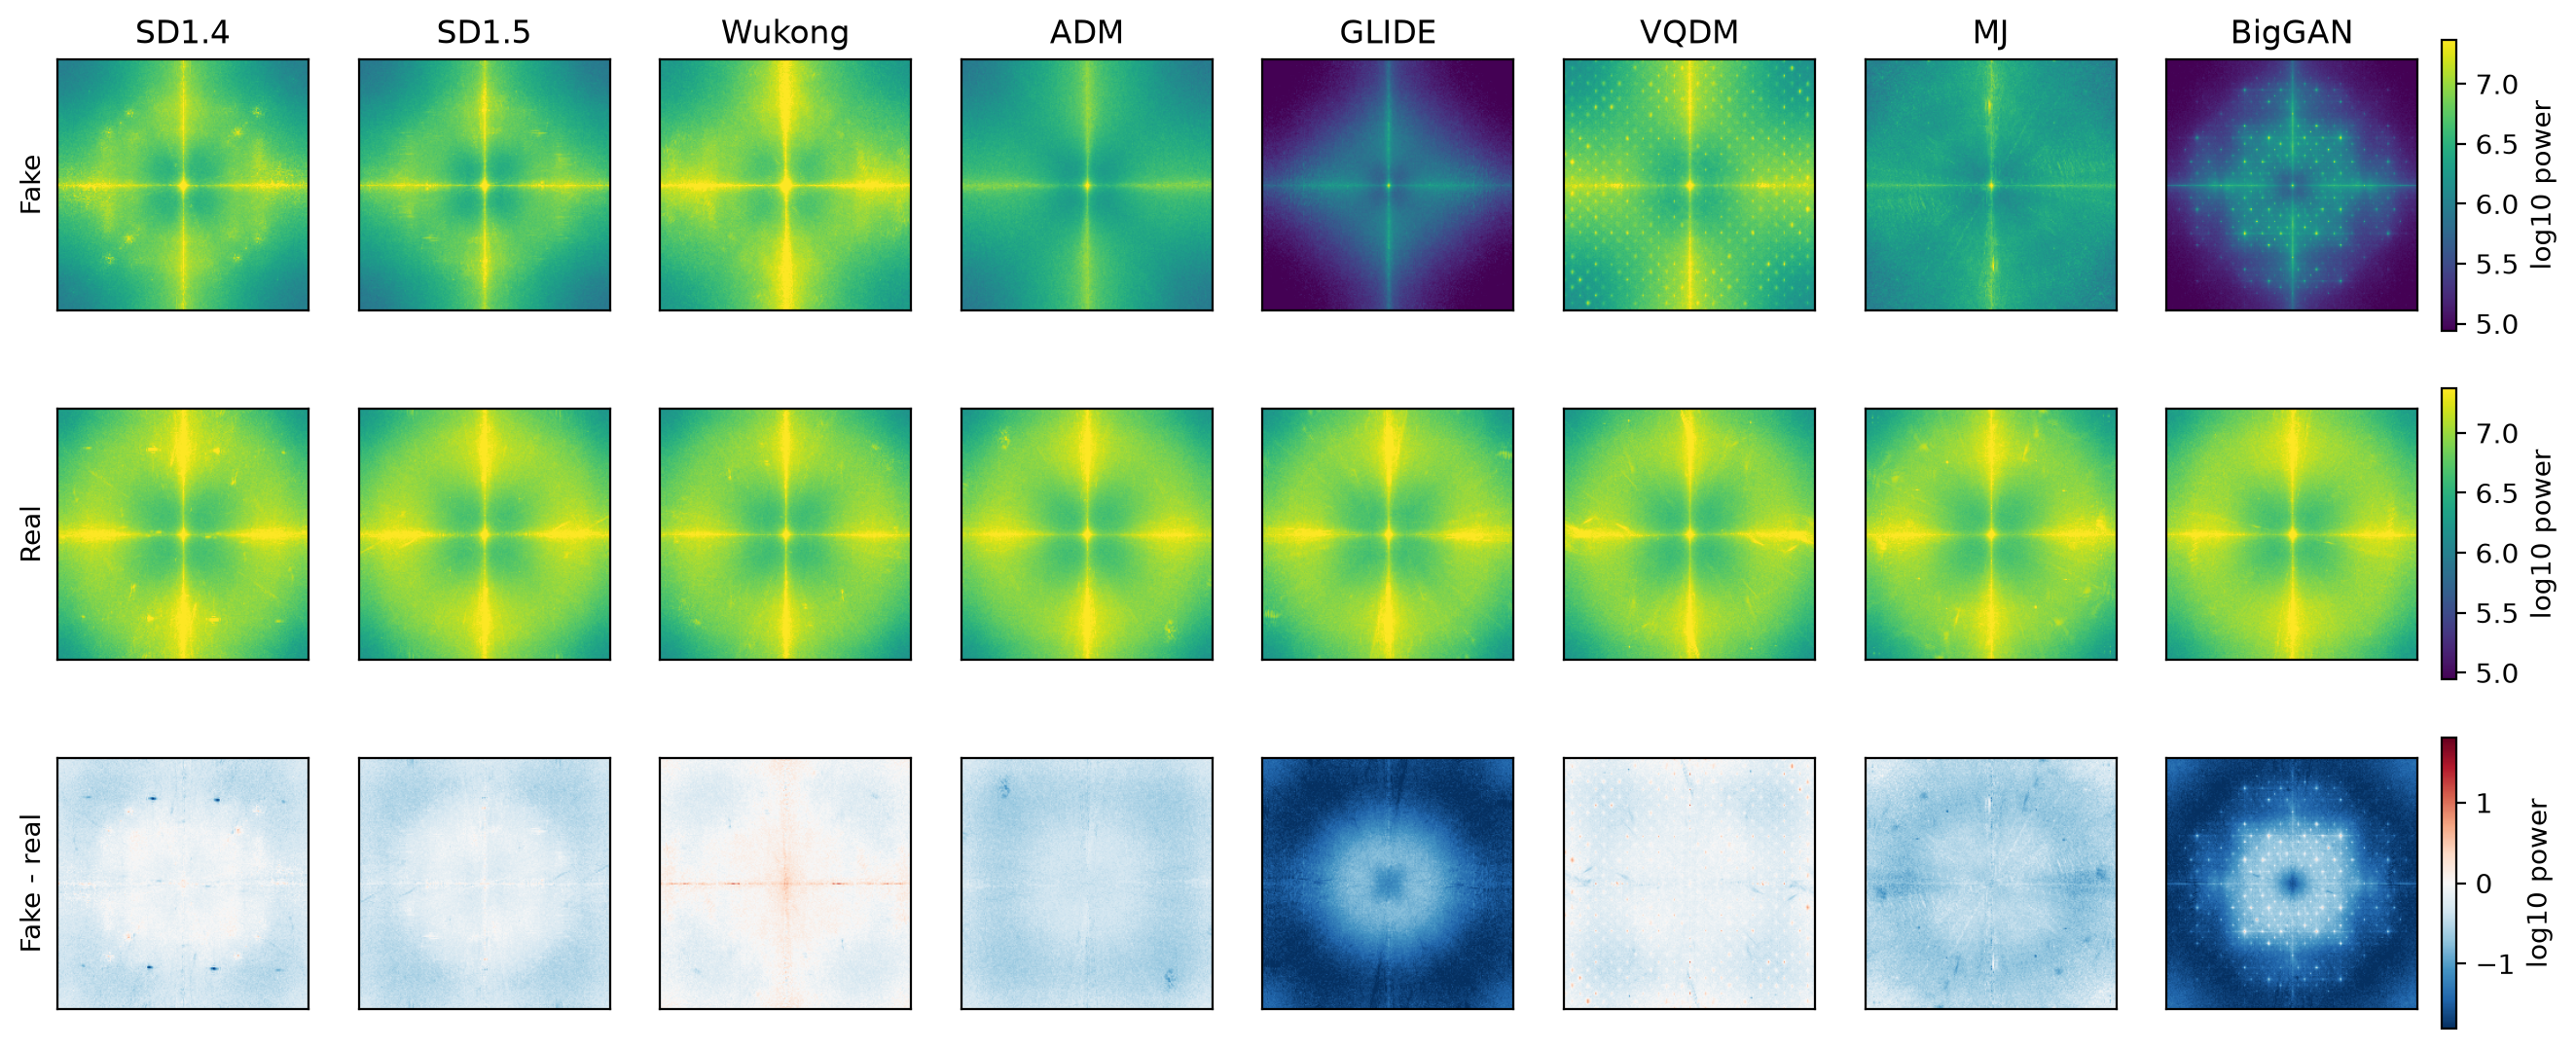 SD1.4 SD1.5 Wukong ADM GLIDE VQDM MJ BigGAN
Fake
7.0
6.5
6.0
5.5
5.0
log10 power
Real
7.0
6.5
6.0
5.5
5.0
log10 power
Fake - real
1
0
−1
log10 power